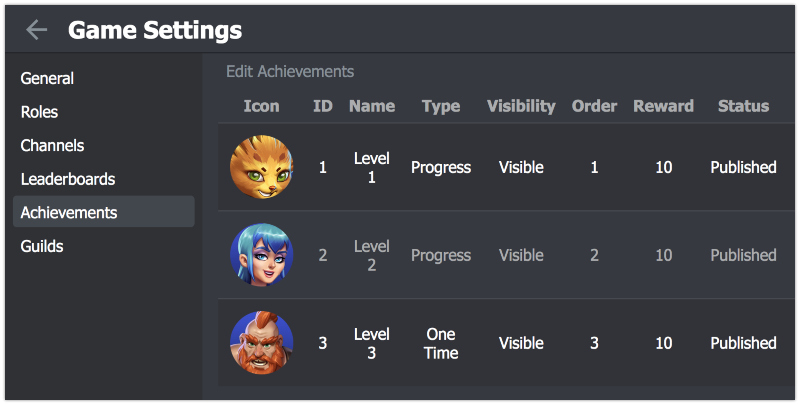 Game Settings
General
Roles
Channels
Leaderboards
Achievements
Guilds
Edit Achievements
Icon ID Name Type Visibility Order Reward Status
1 Level 1 Progress Visible 1 10 Published
2 Level 2 Progress Visible 2 10 Published
3 Level 3 One Time Visible 3 10 Published